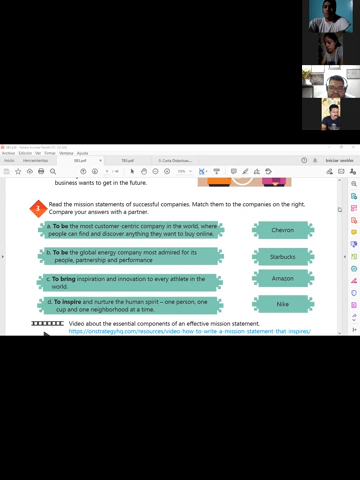 Archivo Edición Ver Firmar Ventana Ayuda
Inicio Herramientas
Iniciar sesión
business wants to get in the future.
3. Read the mission statements of successful companies. Match them to the companies on the right.
Compare your answers with a partner.
a. To be the most customer-centric company in the world, where
people can find and discover anything they want to buy online.
Chevron
b. To be the global energy company most admired for its
people, partnership and performance
Starbucks
c. To bring inspiration and innovation to every athlete in the
world.
Amazon
d. To inspire and nurture the human spirit – one person, one
cup and one neighborhood at a time.
Nike
Video about the essential components of an effective mission statement.
https://onstrategyhq.com/resources/video-how-to-write-a-mission-statement-that-inspires/